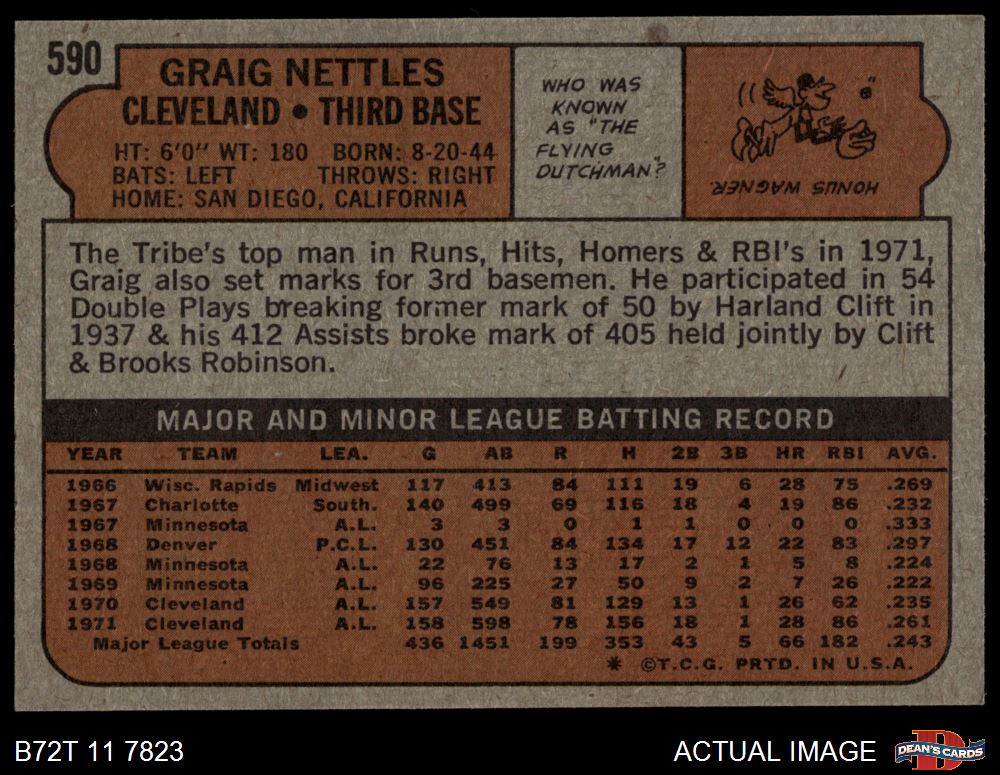 590
GRAIG NETTLES
CLEVELAND • THIRD BASE
HT: 6'0" WT: 180 BORN: 8-20-44
BATS: LEFT THROWS: RIGHT
HOME: SAN DIEGO, CALIFORNIA
WHO WAS
KNOWN
AS "THE
FLYING
DUTCHMAN"?
HONUS WAGNER
The Tribe's top man in Runs, Hits, Homers & RBI's in 1971,
Graig also set marks for 3rd basemen. He participated in 54
Double Plays breaking former mark of 50 by Harland Clift in
1937 & his 412 Assists broke mark of 405 held jointly by Clift
& Brooks Robinson.
MAJOR AND MINOR LEAGUE BATTING RECORD
YEAR TEAM LEA. G AB R H 2B 3B HR RBI AVG.
1966 Wisc. Rapids Midwest 117 413 84 111 19 6 28 75 .269
1967 Charlotte South. 140 499 69 116 18 4 19 86 .232
1967 Minnesota A.L. 3 3 0 1 1 0 0 0 .333
1968 Denver P.C.L. 130 451 84 134 17 12 22 83 .297
1968 Minnesota A.L. 22 76 13 17 2 1 5 8 .224
1969 Minnesota A.L. 96 225 27 50 9 2 7 26 .222
1970 Cleveland A.L. 157 549 81 129 13 1 26 62 .235
1971 Cleveland A.L. 158 598 78 156 18 1 28 86 .261
Major League Totals 436 1451 199 353 43 5 66 182 .243
* ©T.C.G. PRTD. IN U.S.A.
B72T 11 7823
ACTUAL IMAGE
DEAN'S CARDS